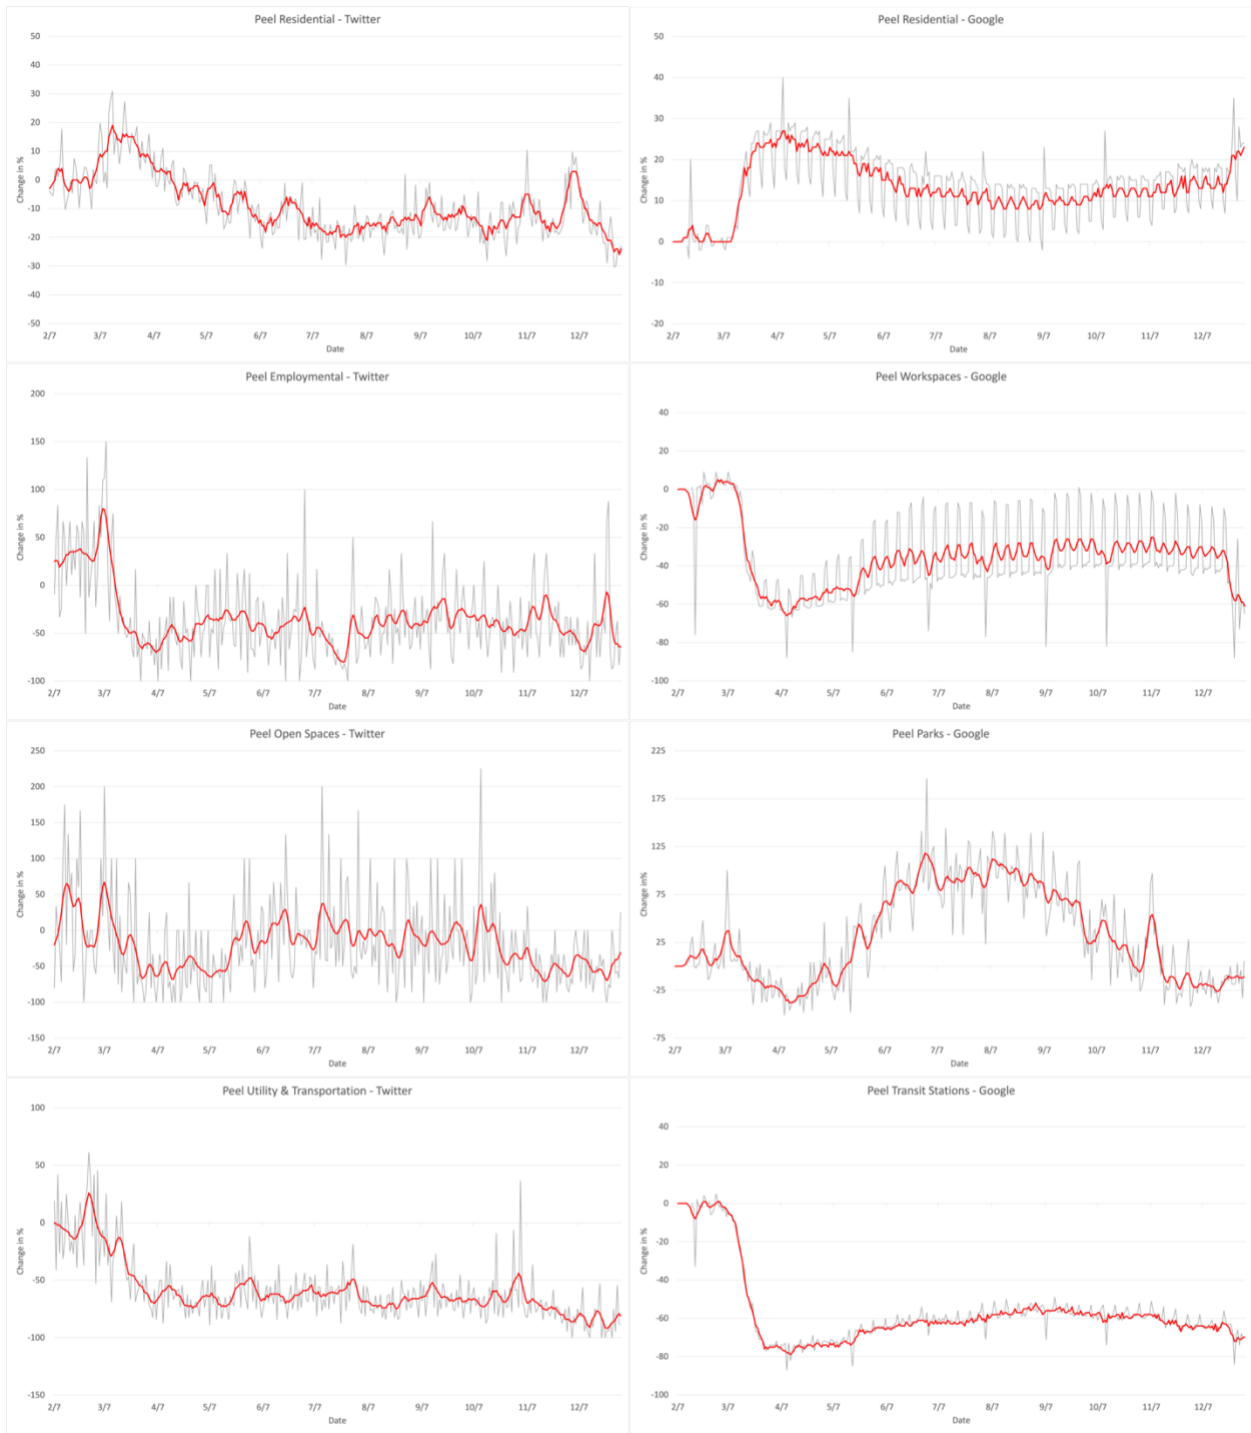 Peel Residential - Twitter
50
40
30
20
10
0
-10
-20
-30
-40
-50
Change in %
2/7 3/7 4/7 5/7 6/7 7/7 8/7 9/7 10/7 11/7 12/7
Date
Peel Residential - Google
50
40
30
20
10
0
-10
-20
Change in %
2/7 3/7 4/7 5/7 6/7 7/7 8/7 9/7 10/7 11/7 12/7
Date
Peel Employmental - Twitter
200
150
100
50
0
-50
-100
Change in %
2/7 3/7 4/7 5/7 6/7 7/7 8/7 9/7 10/7 11/7 12/7
Date
Peel Workspaces - Google
40
20
0
-20
-40
-60
-80
-100
Change in %
2/7 3/7 4/7 5/7 6/7 7/7 8/7 9/7 10/7 11/7 12/7
Date
Peel Open Spaces - Twitter
250
200
150
100
50
0
-50
-100
-150
Change in %
2/7 3/7 4/7 5/7 6/7 7/7 8/7 9/7 10/7 11/7 12/7
Date
Peel Parks - Google
225
175
125
75
25
-25
-75
Change in%
2/7 3/7 4/7 5/7 6/7 7/7 8/7 9/7 10/7 11/7 12/7
Date
Peel Utility & Transportation - Twitter
100
50
0
-50
-100
-150
Change in %
2/7 3/7 4/7 5/7 6/7 7/7 8/7 9/7 10/7 11/7 12/7
Date
Peel Transit Stations - Google
40
20
0
-20
-40
-60
-80
-100
Change in %
2/7 3/7 4/7 5/7 6/7 7/7 8/7 9/7 10/7 11/7 12/7
Date